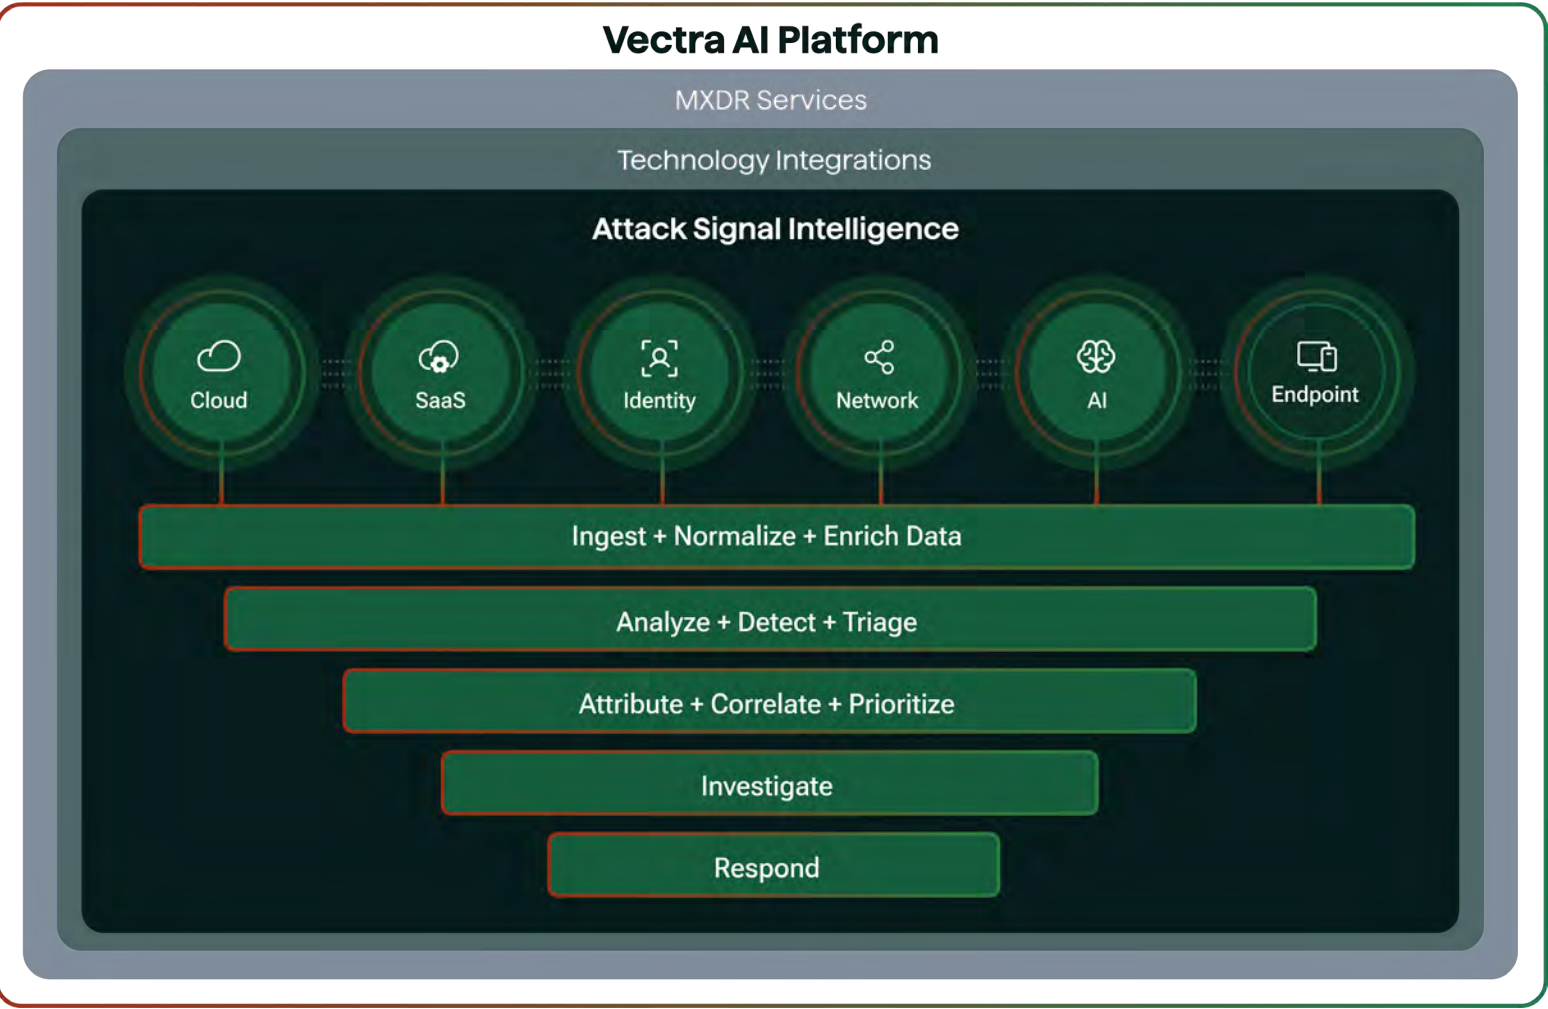 Vectra AI Platform
MXDR Services
Technology Integrations
Attack Signal Intelligence
Cloud
SaaS
Identity
Network
AI
Endpoint
Ingest + Normalize + Enrich Data
Analyze + Detect + Triage
Attribute + Correlate + Prioritize
Investigate
Respond